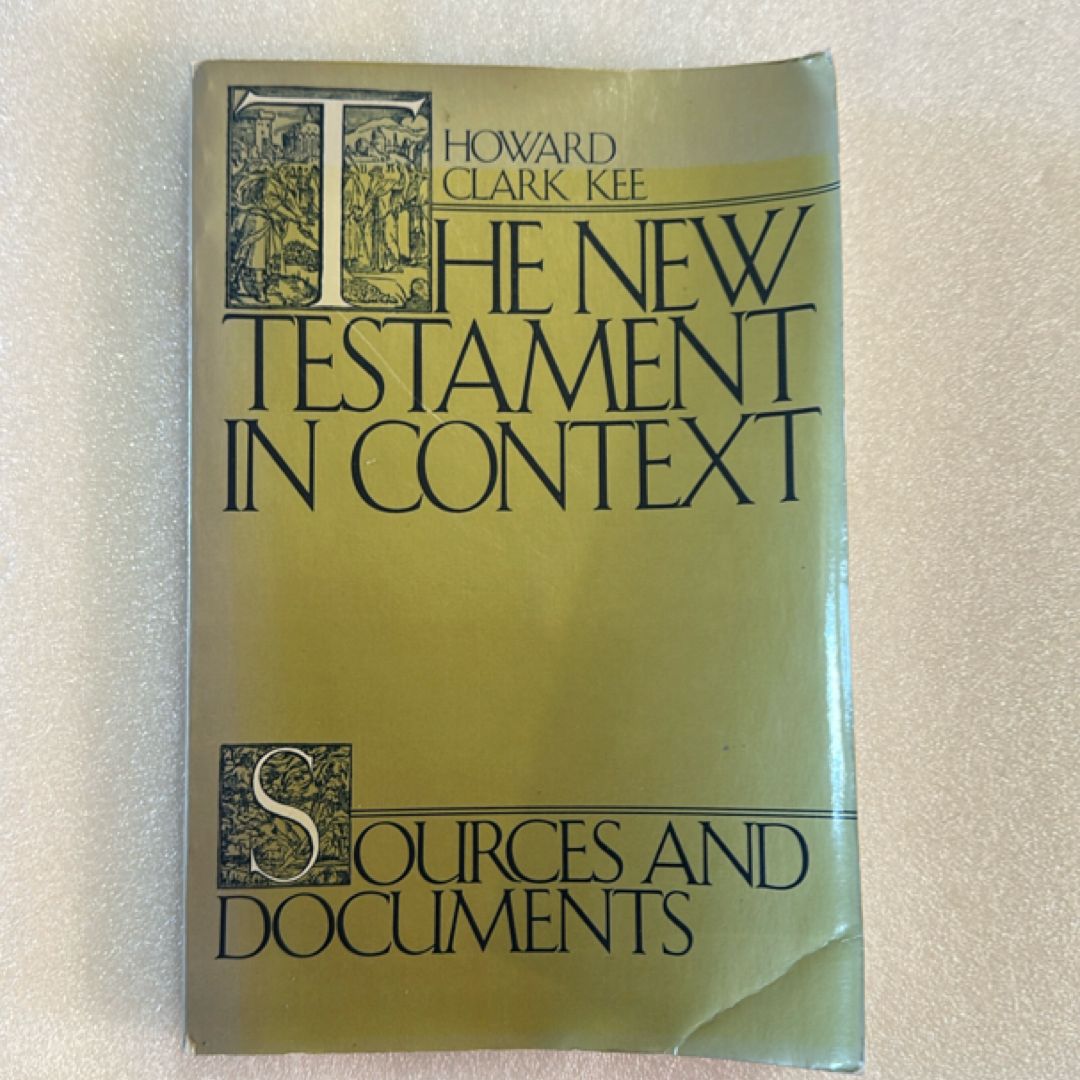 HOWARD
CLARK KEE
THE NEW
TESTAMENT
IN CONTEXT
SOURCES AND
DOCUMENTS